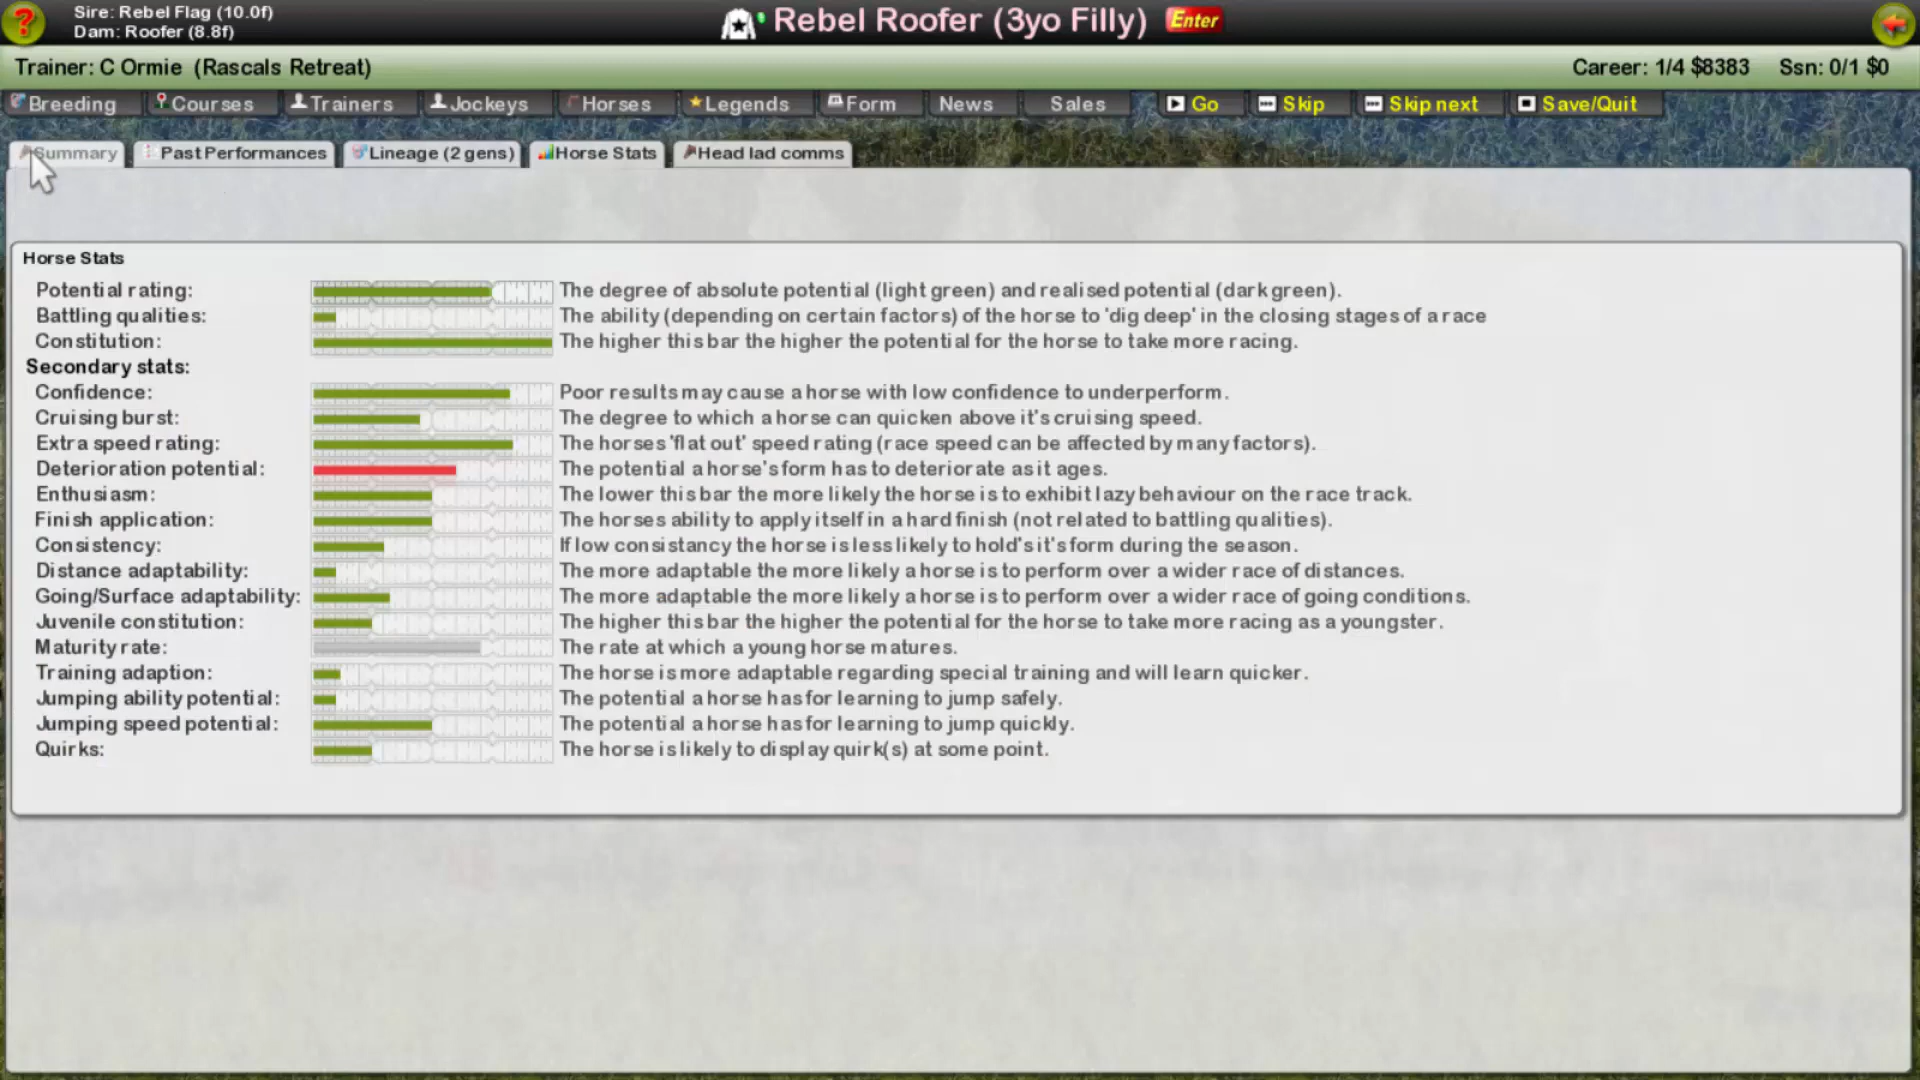 Sire: Rebel Flag (10.0f)
Dam: Roofer (8.8f)
Rebel Roofer (3yo Filly) Enter
Trainer: C Ormie (Rascals Retreat) Career: 1/4 $8383 Ssn: 0/1 $0
Breeding Courses Trainers Jockeys Horses Legends Form News Sales Go Skip Skip next Save/Quit
Summary Past Performances Lineage (2 gens) Horse Stats Head lad comms
Horse Stats
Potential rating: The degree of absolute potential (light green) and realised potential (dark green).
Battling qualities: The ability (depending on certain factors) of the horse to 'dig deep' in the closing stages of a race
Constitution: The higher this bar the higher the potential for the horse to take more racing.
Secondary stats:
Confidence: Poor results may cause a horse with low confidence to underperform.
Cruising burst: The degree to which a horse can quicken above it's cruising speed.
Extra speed rating: The horses 'flat out' speed rating (race speed can be affected by many factors).
Deterioration potential: The potential a horse's form has to deteriorate as it ages.
Enthusiasm: The lower this bar the more likely the horse is to exhibit lazy behaviour on the race track.
Finish application: The horses ability to apply itself in a hard finish (not related to battling qualities).
Consistency: If low consistancy the horse is less likely to hold's it's form during the season.
Distance adaptability: The more adaptable the more likely a horse is to perform over a wider race of distances.
Going/Surface adaptability: The more adaptable the more likely a horse is to perform over a wider race of going conditions.
Juvenile constitution: The higher this bar the higher the potential for the horse to take more racing as a youngster.
Maturity rate: The rate at which a young horse matures.
Training adaption: The horse is more adaptable regarding special training and will learn quicker.
Jumping ability potential: The potential a horse has for learning to jump safely.
Jumping speed potential: The potential a horse has for learning to jump quickly.
Quirks: The horse is likely to display quirk(s) at some point.